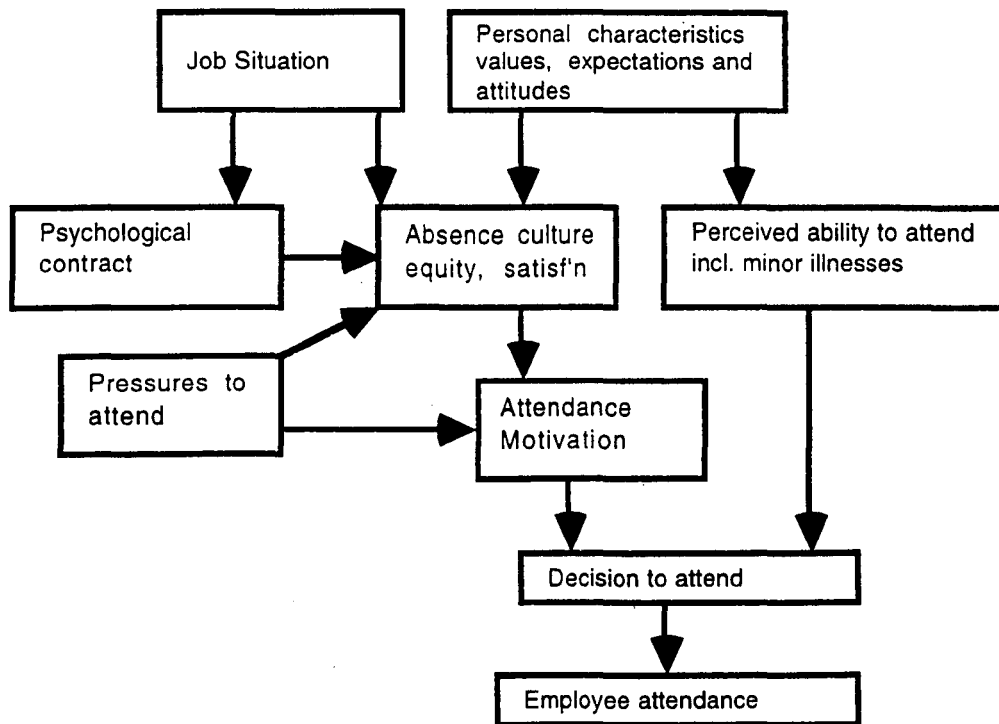 Job Situation
Personal characteristics
values, expectations and
attitudes
Psychological
contract
Absence culture
equity, satisf'n
Perceived ability to attend
incl. minor illnesses
Pressures to
attend
Attendance
Motivation
Decision to attend
Employee attendance